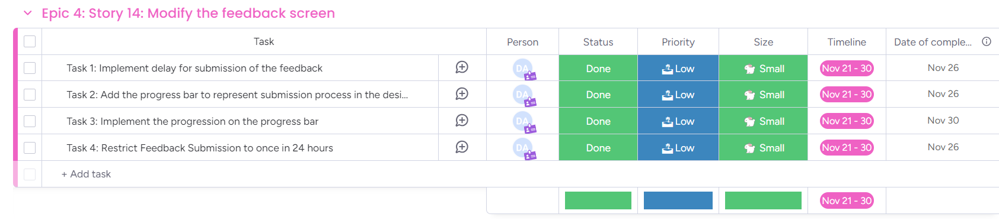 Epic 4: Story 14: Modify the feedback screen
Task Person Status Priority Size Timeline Date of comple...
Task 1: Implement delay for submission of the feedback DA Done Low Small Nov 21 - 30 Nov 26
Task 2: Add the progress bar to represent submission process in the desi... DA Done Low Small Nov 21 - 30 Nov 26
Task 3: Implement the progression on the progress bar DA Done Low Small Nov 21 - 30 Nov 30
Task 4: Restrict Feedback Submission to once in 24 hours DA Done Low Small Nov 21 - 30 Nov 26
+ Add task
Nov 21 - 30